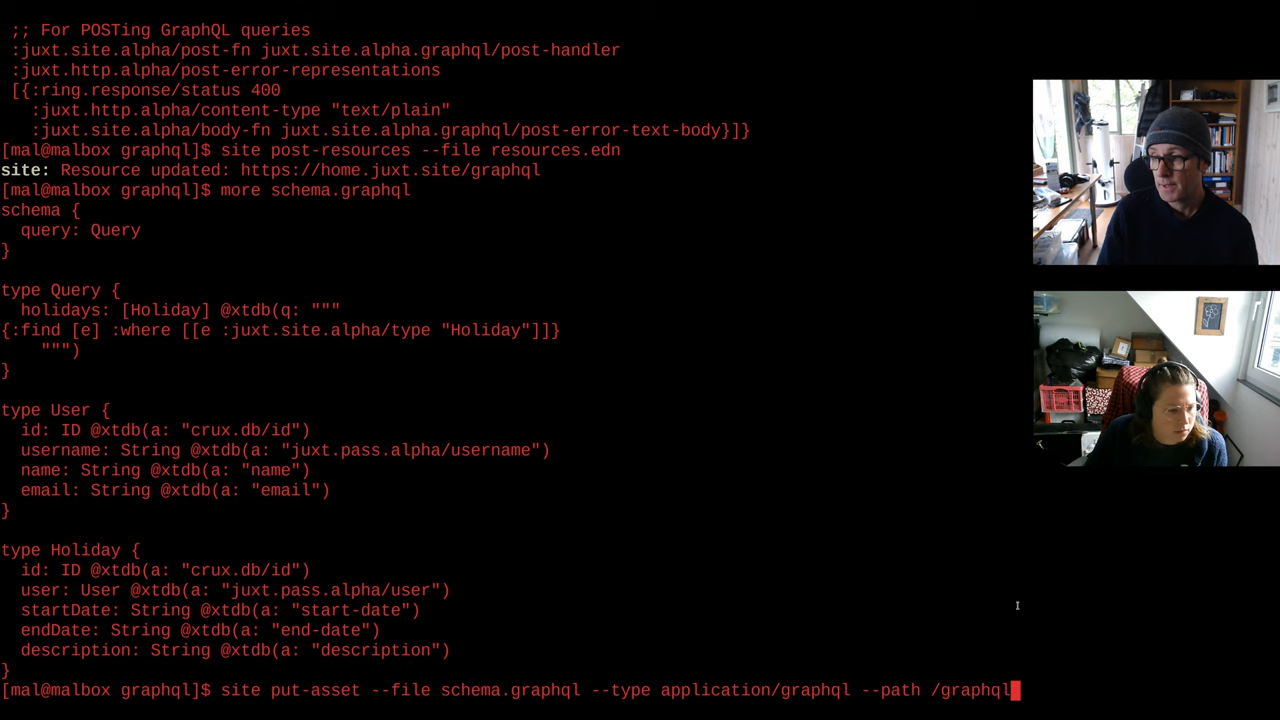 ;; For POSTing GraphQL queries
:juxt.site.alpha/post-fn juxt.site.alpha.graphql/post-handler
:juxt.http.alpha/post-error-representations
[{:ring.response/status 400
:juxt.http.alpha/content-type "text/plain"
:juxt.site.alpha/body-fn juxt.site.alpha.graphql/post-error-text-body}]}
[mal@malbox graphql]$ site post-resources --file resources.edn
site: Resource updated: https://home.juxt.site/graphql
[mal@malbox graphql]$ more schema.graphql
schema {
query: Query
}
type Query {
holidays: [Holiday] @xtdb(q: """
{:find [e] :where [[e :juxt.site.alpha/type "Holiday"]]}
""")
}
type User {
id: ID @xtdb(a: "crux.db/id")
username: String @xtdb(a: "juxt.pass.alpha/username")
name: String @xtdb(a: "name")
email: String @xtdb(a: "email")
}
type Holiday {
id: ID @xtdb(a: "crux.db/id")
user: User @xtdb(a: "juxt.pass.alpha/user")
startDate: String @xtdb(a: "start-date")
endDate: String @xtdb(a: "end-date")
description: String @xtdb(a: "description")
}
[mal@malbox graphql]$ site put-asset --file schema.graphql --type application/graphql --path /graphql